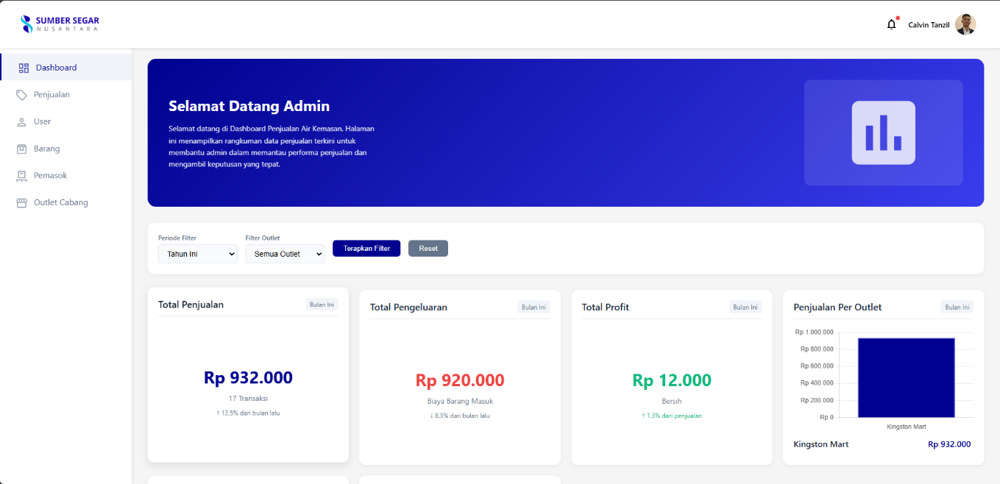 SUMBER SEGAR
NUSANTARA
Calvin Tanzil
Dashboard
Penjualan
User
Barang
Pemasok
Outlet Cabang
Selamat Datang Admin
Selamat datang di Dashboard Penjualan Air Kemasan. Halaman
ini menampilkan rangkuman data penjualan terkini untuk
membantu admin dalam memantau performa penjualan dan
mengambil keputusan yang tepat.
Periode Filter
Tahun Ini
Filter Outlet
Semua Outlet
Terapkan Filter
Reset
Total Penjualan
Bulan Ini
Rp 932.000
17 Transaksi
↑ 12.5% dari bulan lalu
Total Pengeluaran
Bulan Ini
Rp 920.000
Biaya Barang Masuk
↓ 8.3% dari bulan lalu
Total Profit
Bulan Ini
Rp 12.000
Bersih
↑ 1.3% dari penjualan
Penjualan Per Outlet
Bulan Ini
Rp 1.000.000
Rp 800.000
Rp 600.000
Rp 400.000
Rp 200.000
Rp 0
Kingston Mart
Kingston Mart
Rp 932.000